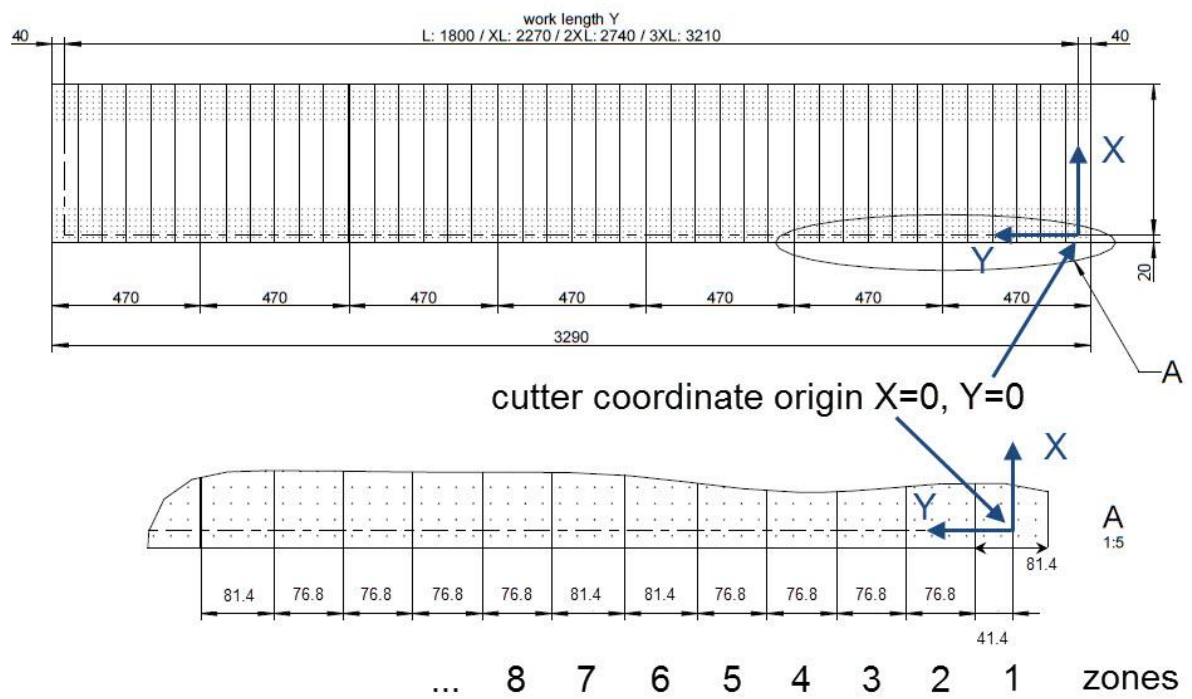 work length Y
40 L: 1800 / XL: 2270 / 2XL: 2740 / 3XL: 3210 40
X
Y
20
470 470 470 470 470 470 470
3290
A
cutter coordinate origin X=0, Y=0
X
Y
A
1:5
81.4
81.4 76.8 76.8 76.8 76.8 81.4 81.4 76.8 76.8 76.8 76.8
41.4
... 8 7 6 5 4 3 2 1 zones